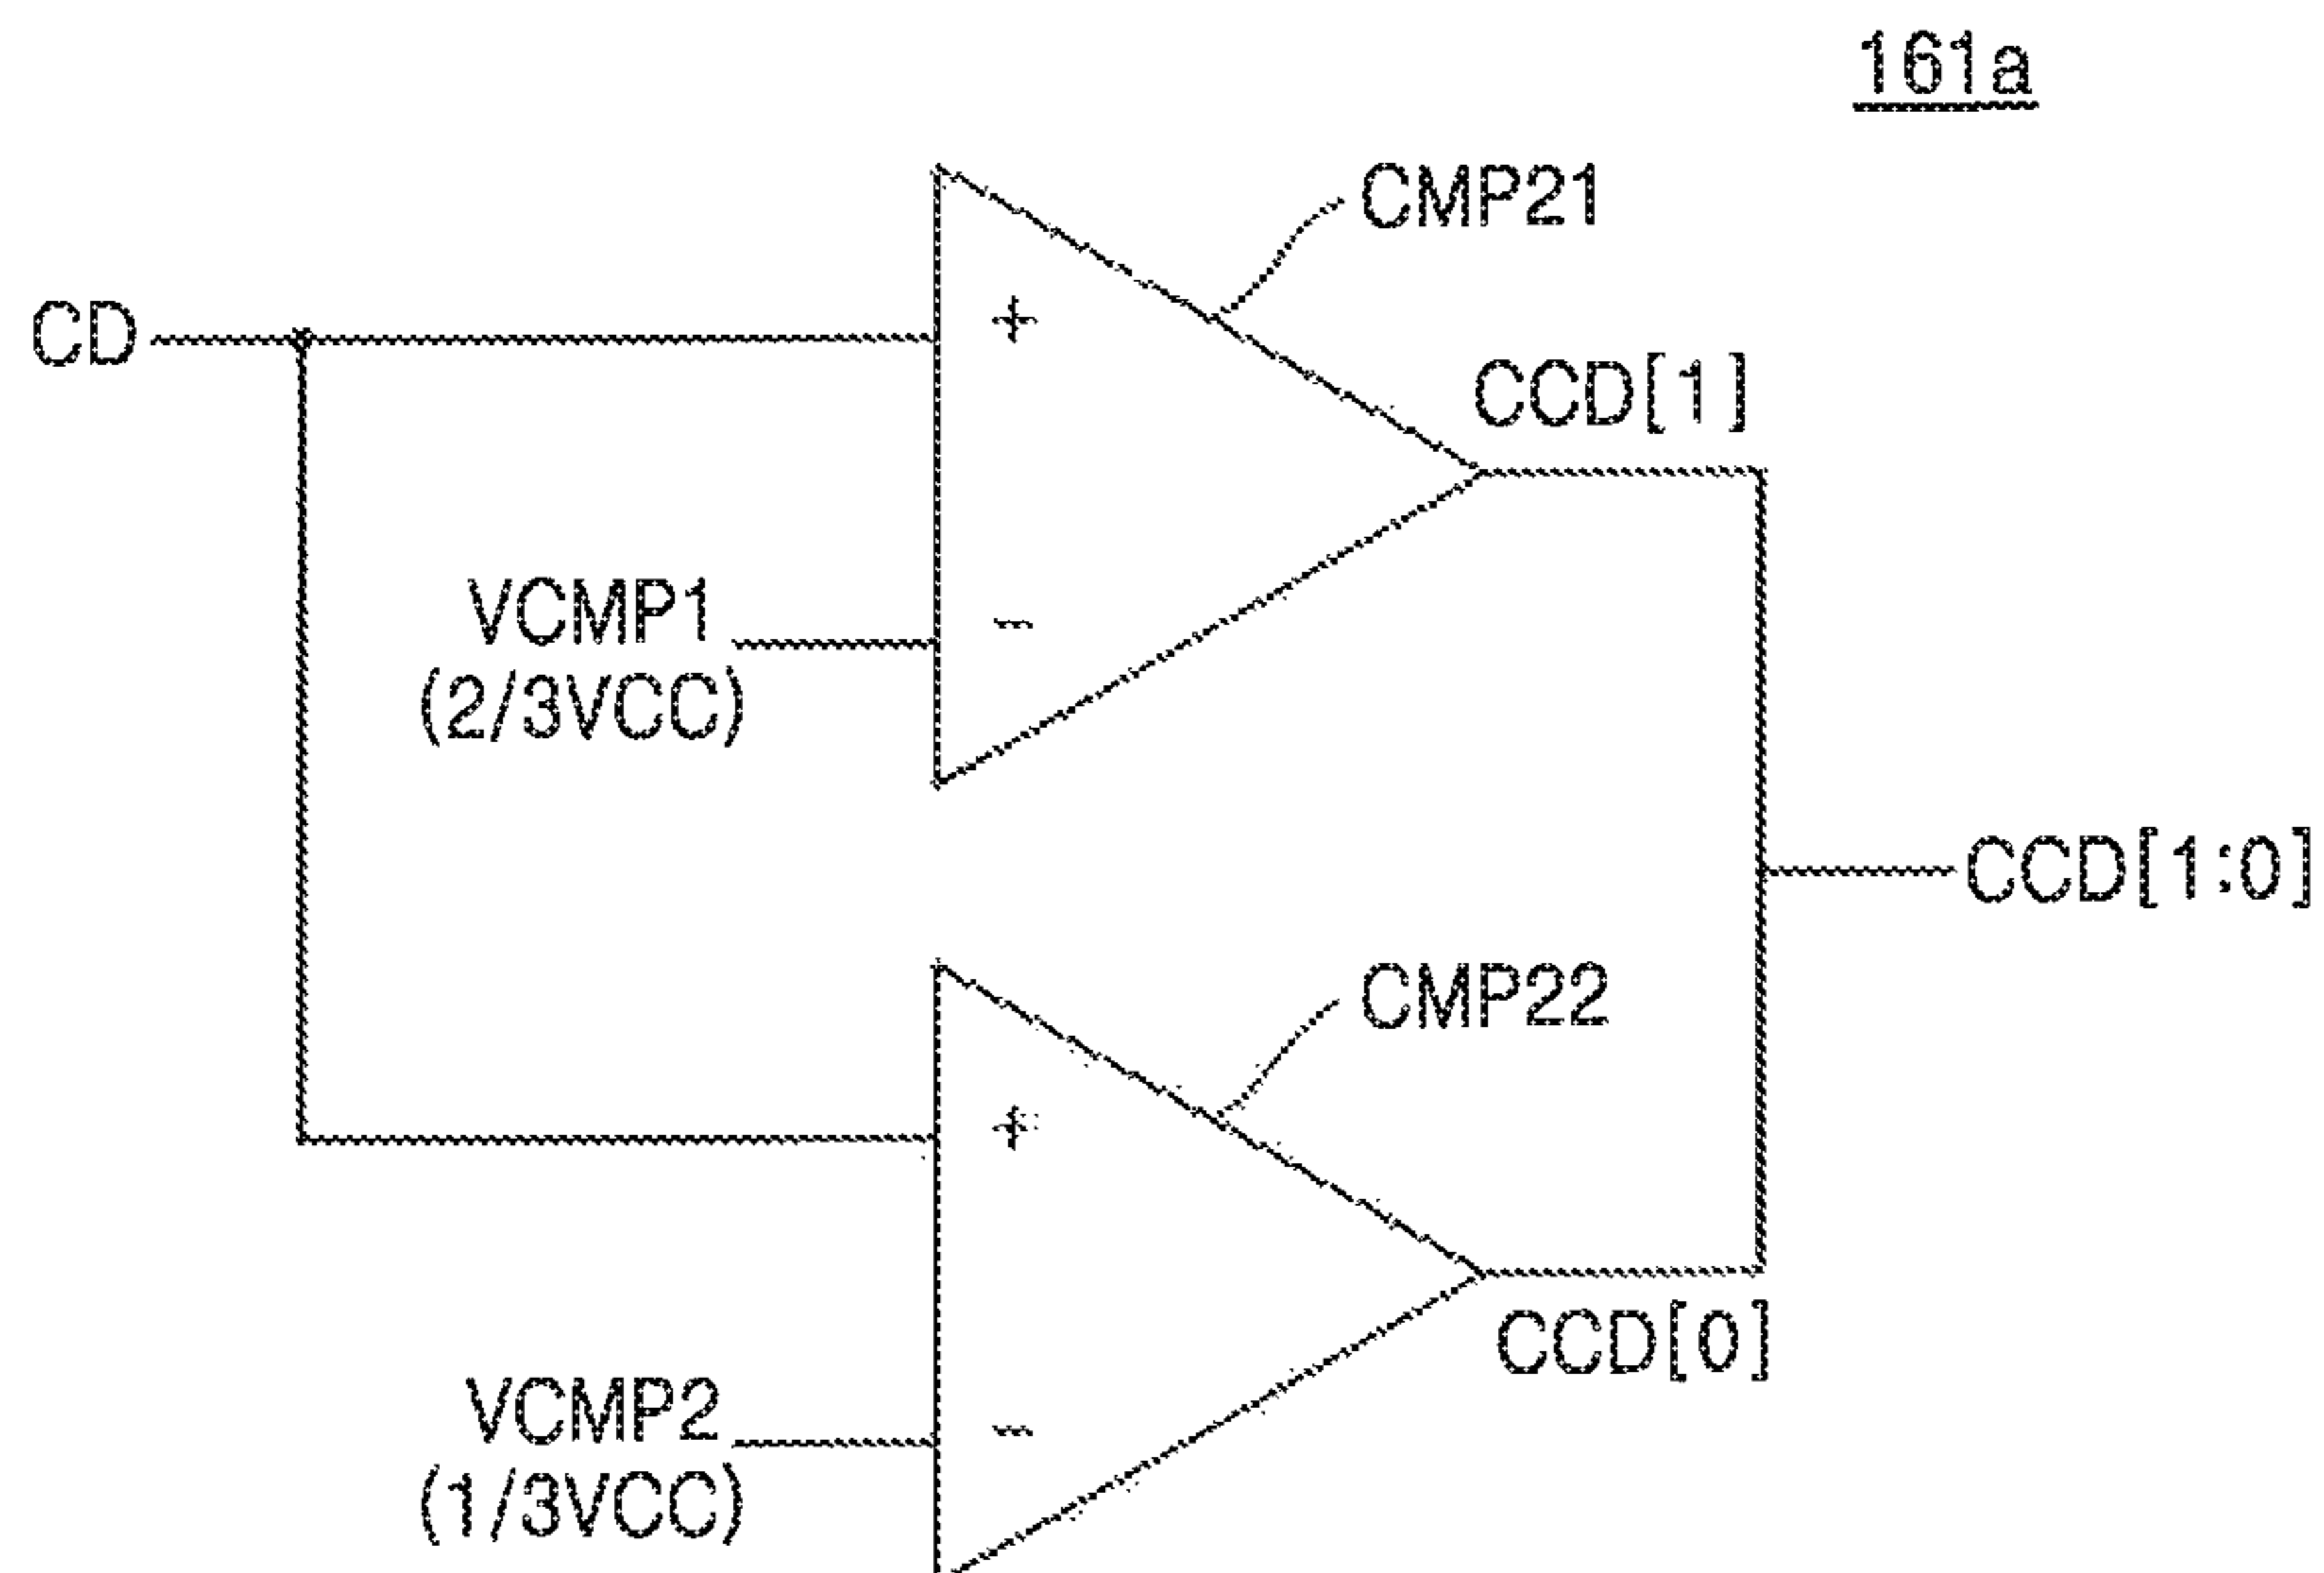 161a
CMP21
CD
+
CCD[1]
VCMP1
-
(2/3VCC)
CCD[1:0]
CMP22
+
CCD[0]
VCMP2
-
(1/3VCC)